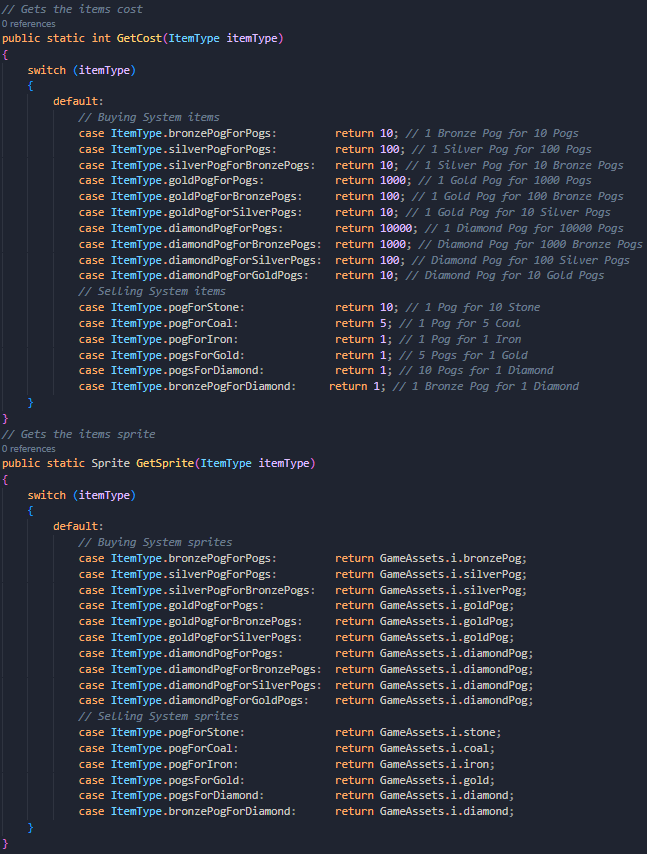 // Gets the items cost
0 references
public static int GetCost(ItemType itemType)
{
    switch (itemType)
    {
        default:
            // Buying System items
            case ItemType.bronzePogForPogs:         return 10; // 1 Bronze Pog for 10 Pogs
            case ItemType.silverPogForPogs:         return 100; // 1 Silver Pog for 100 Pogs
            case ItemType.silverPogForBronzePogs:   return 10; // 1 Silver Pog for 10 Bronze Pogs
            case ItemType.goldPogForPogs:           return 1000; // 1 Gold Pog for 1000 Pogs
            case ItemType.goldPogForBronzePogs:     return 100; // 1 Gold Pog for 100 Bronze Pogs
            case ItemType.goldPogForSilverPogs:     return 10; // 1 Gold Pog for 10 Silver Pogs
            case ItemType.diamondPogForPogs:        return 10000; // 1 Diamond Pog for 10000 Pogs
            case ItemType.diamondPogForBronzePogs:  return 1000; // Diamond Pog for 1000 Bronze Pogs
            case ItemType.diamondPogForSilverPogs:  return 100; // Diamond Pog for 100 Silver Pogs
            case ItemType.diamondPogForGoldPogs:    return 10; // Diamond Pog for 10 Gold Pogs
            // Selling System items
            case ItemType.pogForStone:              return 10; // 1 Pog for 10 Stone
            case ItemType.pogForCoal:               return 5; // 1 Pog for 5 Coal
            case ItemType.pogForIron:               return 1; // 1 Pog for 1 Iron
            case ItemType.pogsForGold:              return 1; // 5 Pogs for 1 Gold
            case ItemType.pogsForDiamond:           return 1; // 10 Pogs for 1 Diamond
            case ItemType.bronzePogForDiamond:     return 1; // 1 Bronze Pog for 1 Diamond
    }
}
// Gets the items sprite
0 references
public static Sprite GetSprite(ItemType itemType)
{
    switch (itemType)
    {
        default:
            // Buying System sprites
            case ItemType.bronzePogForPogs:         return GameAssets.i.bronzePog;
            case ItemType.silverPogForPogs:         return GameAssets.i.silverPog;
            case ItemType.silverPogForBronzePogs:   return GameAssets.i.silverPog;
            case ItemType.goldPogForPogs:           return GameAssets.i.goldPog;
            case ItemType.goldPogForBronzePogs:     return GameAssets.i.goldPog;
            case ItemType.goldPogForSilverPogs:     return GameAssets.i.goldPog;
            case ItemType.diamondPogForPogs:        return GameAssets.i.diamondPog;
            case ItemType.diamondPogForBronzePogs:  return GameAssets.i.diamondPog;
            case ItemType.diamondPogForSilverPogs:  return GameAssets.i.diamondPog;
            case ItemType.diamondPogForGoldPogs:    return GameAssets.i.diamondPog;
            // Selling System sprites
            case ItemType.pogForStone:              return GameAssets.i.stone;
            case ItemType.pogForCoal:               return GameAssets.i.coal;
            case ItemType.pogForIron:               return GameAssets.i.iron;
            case ItemType.pogsForGold:              return GameAssets.i.gold;
            case ItemType.pogsForDiamond:           return GameAssets.i.diamond;
            case ItemType.bronzePogForDiamond:      return GameAssets.i.diamond;
    }
}